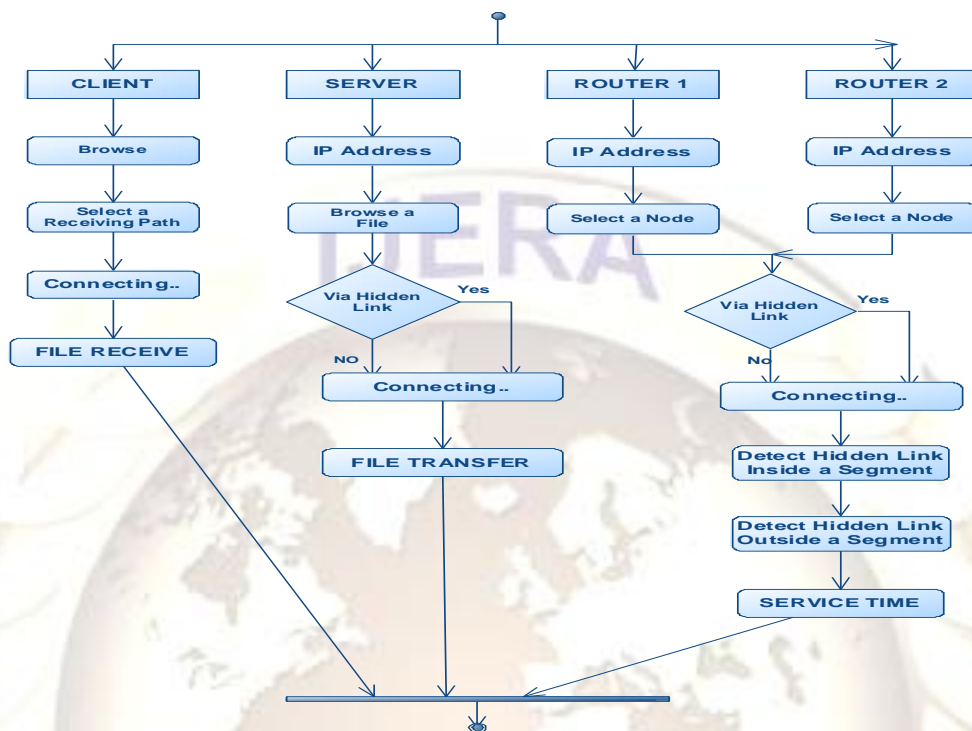 CLIENT
SERVER
ROUTER 1
ROUTER 2
Browse
IP Address
IP Address
IP Address
Select a
Receiving Path
Browse a
File
Select a Node
Select a Node
Connecting..
Via Hidden
Link
Yes
NO
Via Hidden
Link
Yes
No
FILE RECEIVE
Connecting..
Connecting..
FILE TRANSFER
Detect Hidden Link
Inside a Segment
Detect Hidden Link
Outside a Segment
SERVICE TIME
IJERA